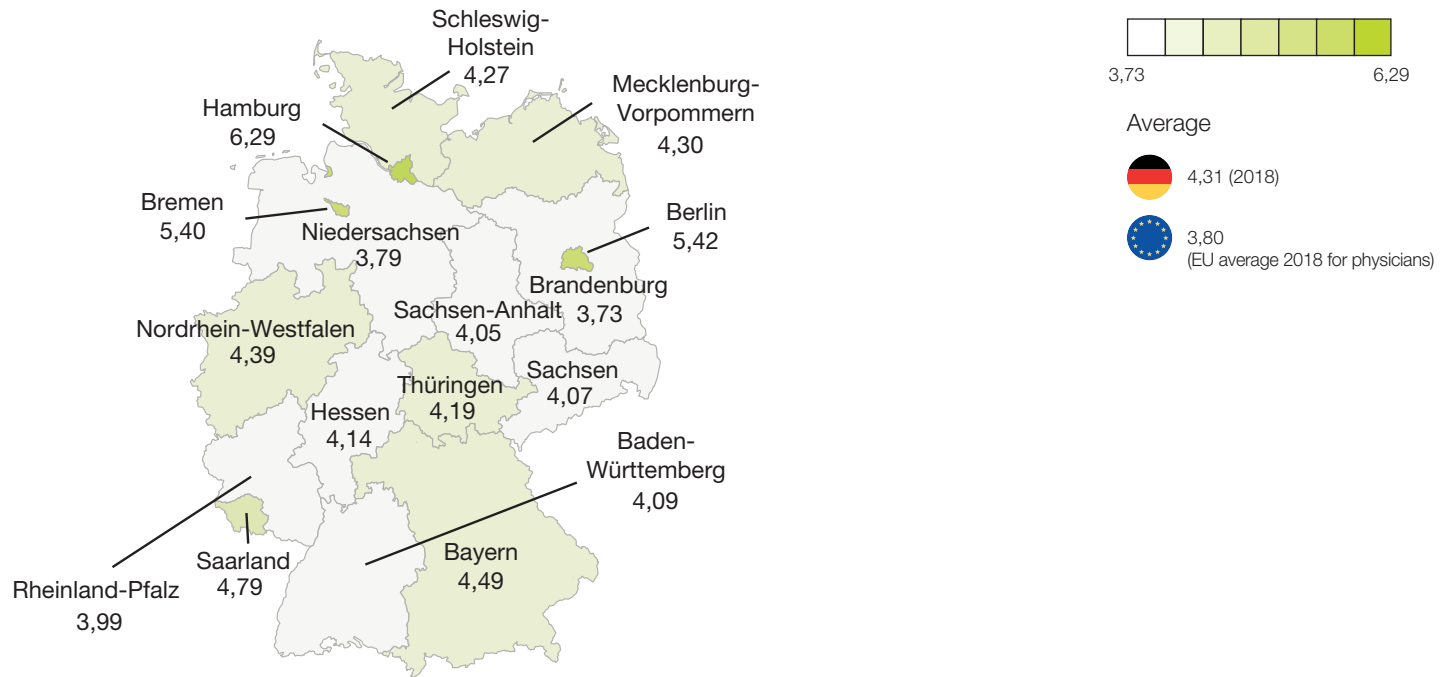 Schleswig-
Holstein
4,27
Mecklenburg-
Vorpommern
4,30
Hamburg
6,29
Bremen
5,40
Niedersachsen
3,79
Berlin
5,42
Brandenburg
3,73
Sachsen-Anhalt
4,05
Nordrhein-Westfalen
4,39
Thüringen
4,19
Sachsen
4,07
Hessen
4,14
Baden-
Württemberg
4,09
Bayern
4,49
Saarland
4,79
Rheinland-Pfalz
3,99
3,73
6,29
Average
4,31 (2018)
3,80
(EU average 2018 for physicians)